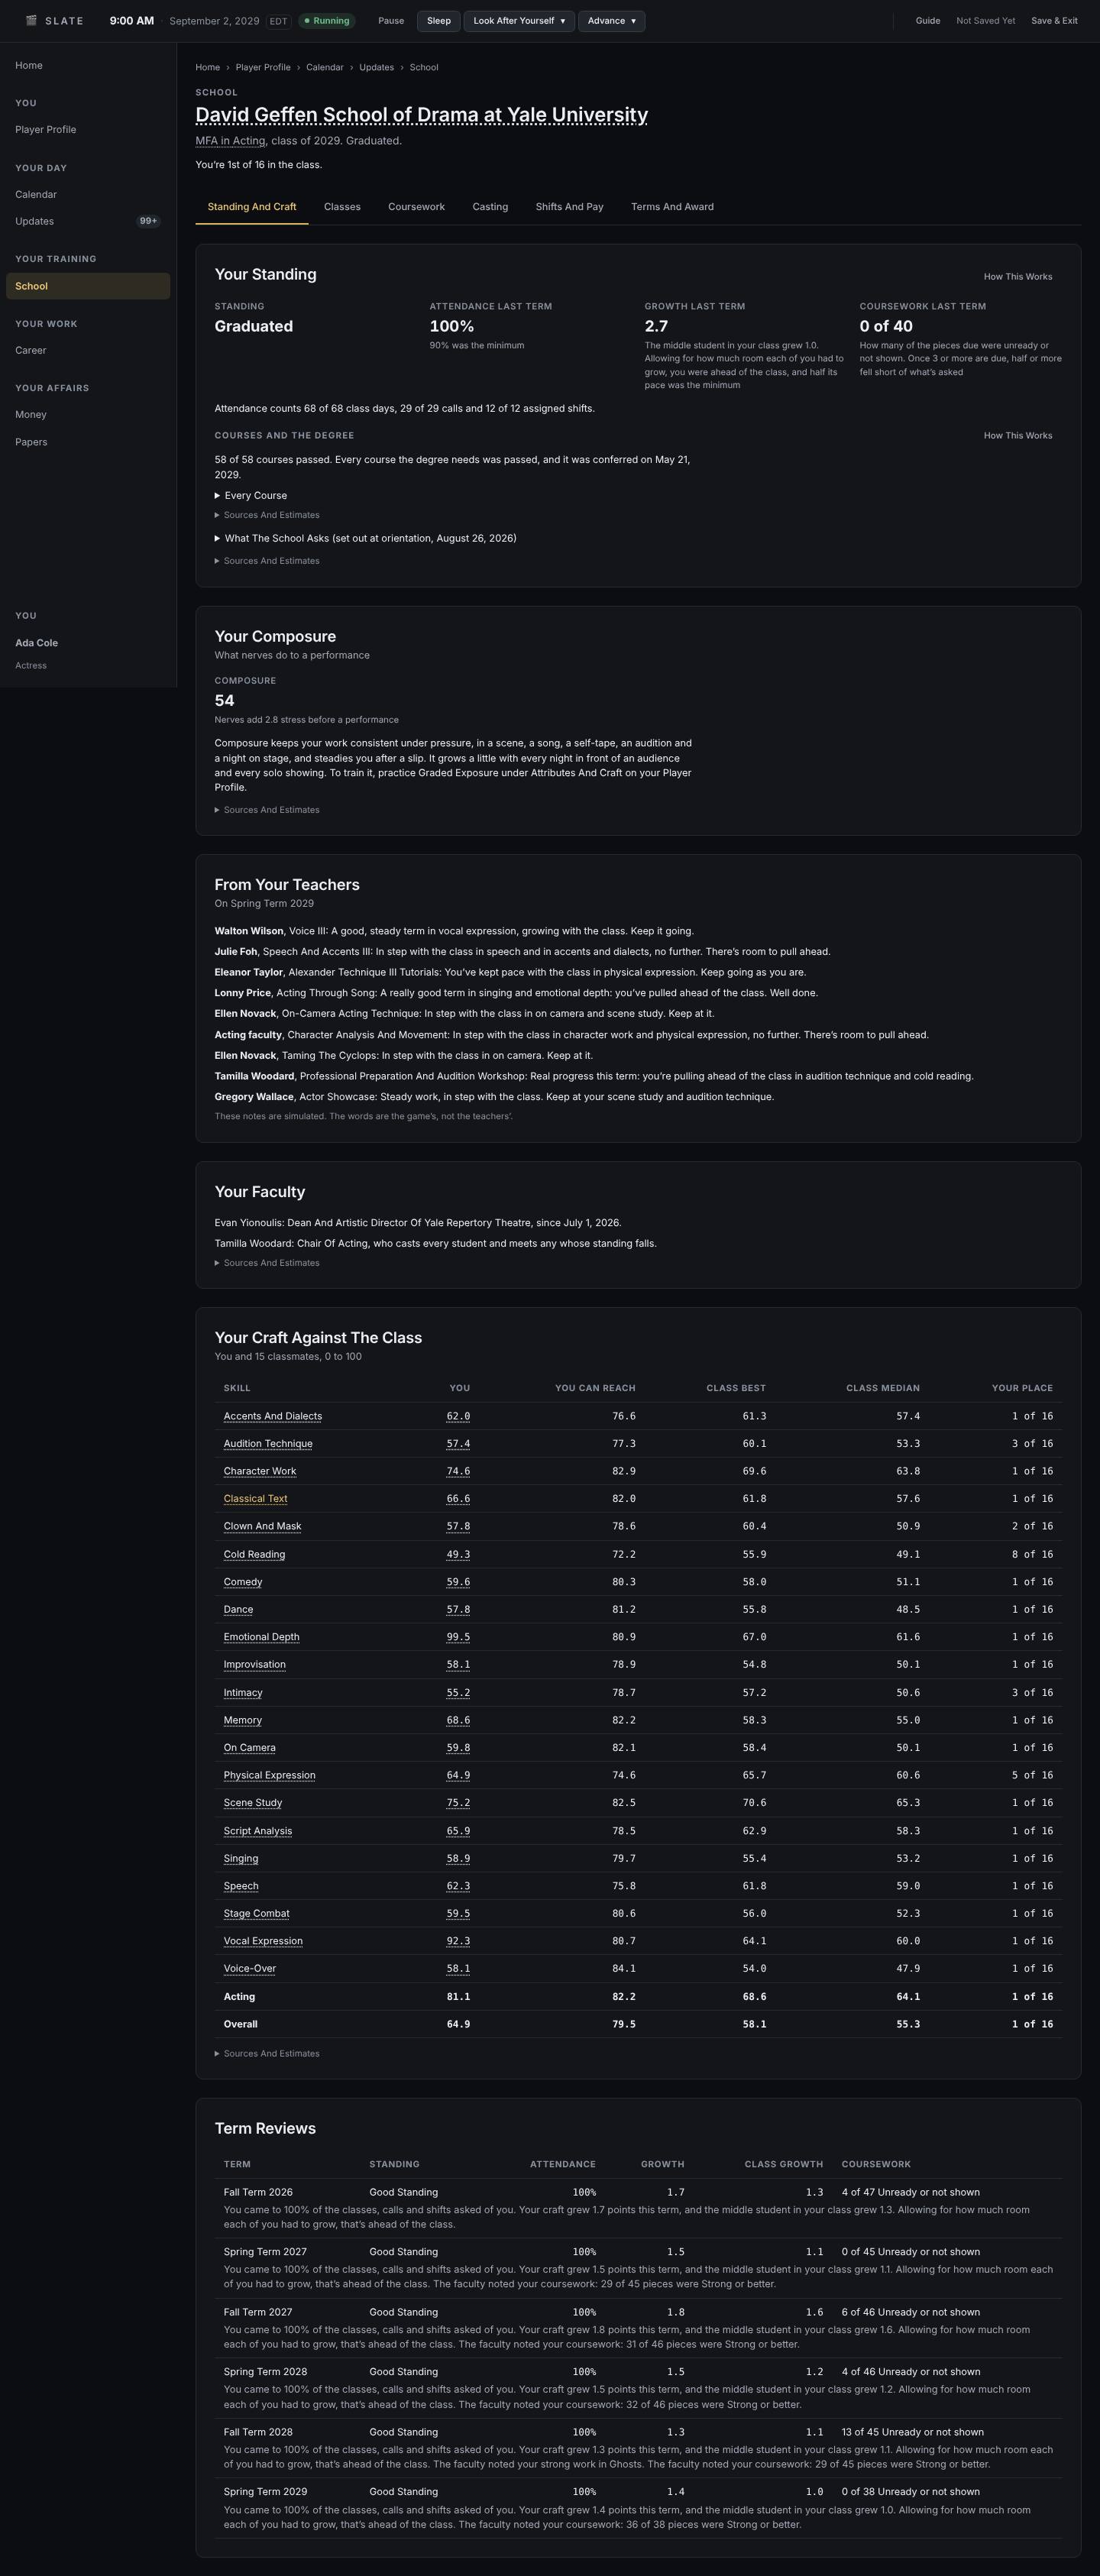 SLATE
9:00 AM · September 2, 2029 EDT Running Pause Sleep Look After Yourself ▾ Advance ▾ Guide Not Saved Yet Save & Exit
Home
YOU
Player Profile
YOUR DAY
Calendar
Updates 99+
YOUR TRAINING
School
YOUR WORK
Career
YOUR AFFAIRS
Money
Papers
YOU
Ada Cole
Actress
Home › Player Profile › Calendar › Updates › School
SCHOOL
David Geffen School of Drama at Yale University
MFA in Acting, class of 2029. Graduated.
You're 1st of 16 in the class.
Standing And Craft Classes Coursework Casting Shifts And Pay Terms And Award
Your Standing How This Works
STANDING ATTENDANCE LAST TERM GROWTH LAST TERM COURSEWORK LAST TERM
Graduated 100% 2.7 0 of 40
90% was the minimum
The middle student in your class grew 1.0.
Allowing for how much room each of you had to
grow, you were ahead of the class, and half its
pace was the minimum
How many of the pieces due were unready or
not shown. Once 3 or more are due, half or more
fell short of what's asked
Attendance counts 68 of 68 class days, 29 of 29 calls and 12 of 12 assigned shifts.
COURSES AND THE DEGREE How This Works
58 of 58 courses passed. Every course the degree needs was passed, and it was conferred on May 21,
2029.
▶ Every Course
▶ Sources And Estimates
▶ What The School Asks (set out at orientation, August 26, 2026)
▶ Sources And Estimates
Your Composure
What nerves do to a performance
COMPOSURE
54
Nerves add 2.8 stress before a performance
Composure keeps your work consistent under pressure, in a scene, a song, a self-tape, an audition and
a night on stage, and steadies you after a slip. It grows a little with every night in front of an audience
and every solo showing. To train it, practice Graded Exposure under Attributes And Craft on your Player
Profile.
▶ Sources And Estimates
From Your Teachers
On Spring Term 2029
Walton Wilson, Voice III: A good, steady term in vocal expression, growing with the class. Keep it going.
Julie Foh, Speech And Accents III: In step with the class in speech and in accents and dialects, no further. There's room to pull ahead.
Eleanor Taylor, Alexander Technique III Tutorials: You've kept pace with the class in physical expression. Keep going as you are.
Lonny Price, Acting Through Song: A really good term in singing and emotional depth: you've pulled ahead of the class. Well done.
Ellen Novack, On-Camera Acting Technique: In step with the class in on camera and scene study. Keep at it.
Acting faculty, Character Analysis And Movement: In step with the class in character work and physical expression, no further. There's room to pull ahead.
Ellen Novack, Taming The Cyclops: In step with the class in on camera. Keep at it.
Tamilla Woodard, Professional Preparation And Audition Workshop: Real progress this term: you're pulling ahead of the class in audition technique and cold reading.
Gregory Wallace, Actor Showcase: Steady work, in step with the class. Keep at your scene study and audition technique.
These notes are simulated. The words are the game's, not the teachers'.
Your Faculty
Evan Yionoulis: Dean And Artistic Director Of Yale Repertory Theatre, since July 1, 2026.
Tamilla Woodard: Chair Of Acting, who casts every student and meets any whose standing falls.
▶ Sources And Estimates
Your Craft Against The Class
You and 15 classmates, 0 to 100
SKILL YOU YOU CAN REACH CLASS BEST CLASS MEDIAN YOUR PLACE
Accents And Dialects 62.0 76.6 61.3 57.4 1 of 16
Audition Technique 57.4 77.3 60.1 53.3 3 of 16
Character Work 74.6 82.9 69.6 63.8 1 of 16
Classical Text 66.6 82.0 61.8 57.6 1 of 16
Clown And Mask 57.8 78.6 60.4 50.9 2 of 16
Cold Reading 49.3 72.2 55.9 49.1 8 of 16
Comedy 59.6 80.3 58.0 51.1 1 of 16
Dance 57.8 81.2 55.8 48.5 1 of 16
Emotional Depth 99.5 80.9 67.0 61.6 1 of 16
Improvisation 58.1 78.9 54.8 50.1 1 of 16
Intimacy 55.2 78.7 57.2 50.6 3 of 16
Memory 68.6 82.2 58.3 55.0 1 of 16
On Camera 59.8 82.1 58.4 50.1 1 of 16
Physical Expression 64.9 74.6 65.7 60.6 5 of 16
Scene Study 75.2 82.5 70.6 65.3 1 of 16
Script Analysis 65.9 78.5 62.9 58.3 1 of 16
Singing 58.9 79.7 55.4 53.2 1 of 16
Speech 62.3 75.8 61.8 59.0 1 of 16
Stage Combat 59.5 80.6 56.0 52.3 1 of 16
Vocal Expression 92.3 80.7 64.1 60.0 1 of 16
Voice-Over 58.1 84.1 54.0 47.9 1 of 16
Acting 81.1 82.2 68.6 64.1 1 of 16
Overall 64.9 79.5 58.1 55.3 1 of 16
▶ Sources And Estimates
Term Reviews
TERM STANDING ATTENDANCE GROWTH CLASS GROWTH COURSEWORK
Fall Term 2026 Good Standing 100% 1.7 1.3 4 of 47 Unready or not shown
You came to 100% of the classes, calls and shifts asked of you. Your craft grew 1.7 points this term, and the middle student in your class grew 1.3. Allowing for how much room
each of you had to grow, that's ahead of the class.
Spring Term 2027 Good Standing 100% 1.5 1.1 0 of 45 Unready or not shown
You came to 100% of the classes, calls and shifts asked of you. Your craft grew 1.5 points this term, and the middle student in your class grew 1.1. Allowing for how much room each
of you had to grow, that's ahead of the class. The faculty noted your coursework: 29 of 45 pieces were Strong or better.
Fall Term 2027 Good Standing 100% 1.8 1.6 6 of 46 Unready or not shown
You came to 100% of the classes, calls and shifts asked of you. Your craft grew 1.8 points this term, and the middle student in your class grew 1.6. Allowing for how much room
each of you had to grow, that's ahead of the class. The faculty noted your coursework: 31 of 46 pieces were Strong or better.
Spring Term 2028 Good Standing 100% 1.5 1.2 4 of 46 Unready or not shown
You came to 100% of the classes, calls and shifts asked of you. Your craft grew 1.5 points this term, and the middle student in your class grew 1.2. Allowing for how much room
each of you had to grow, that's ahead of the class. The faculty noted your coursework: 32 of 46 pieces were Strong or better.
Fall Term 2028 Good Standing 100% 1.3 1.1 13 of 45 Unready or not shown
You came to 100% of the classes, calls and shifts asked of you. Your craft grew 1.3 points this term, and the middle student in your class grew 1.1. Allowing for how much room each
of you had to grow, that's ahead of the class. The faculty noted your strong work in Ghosts. The faculty noted your coursework: 29 of 45 pieces were Strong or better.
Spring Term 2029 Good Standing 100% 1.4 1.0 0 of 38 Unready or not shown
You came to 100% of the classes, calls and shifts asked of you. Your craft grew 1.4 points this term, and the middle student in your class grew 1.0. Allowing for how much room
each of you had to grow, that's ahead of the class. The faculty noted your coursework: 36 of 38 pieces were Strong or better.